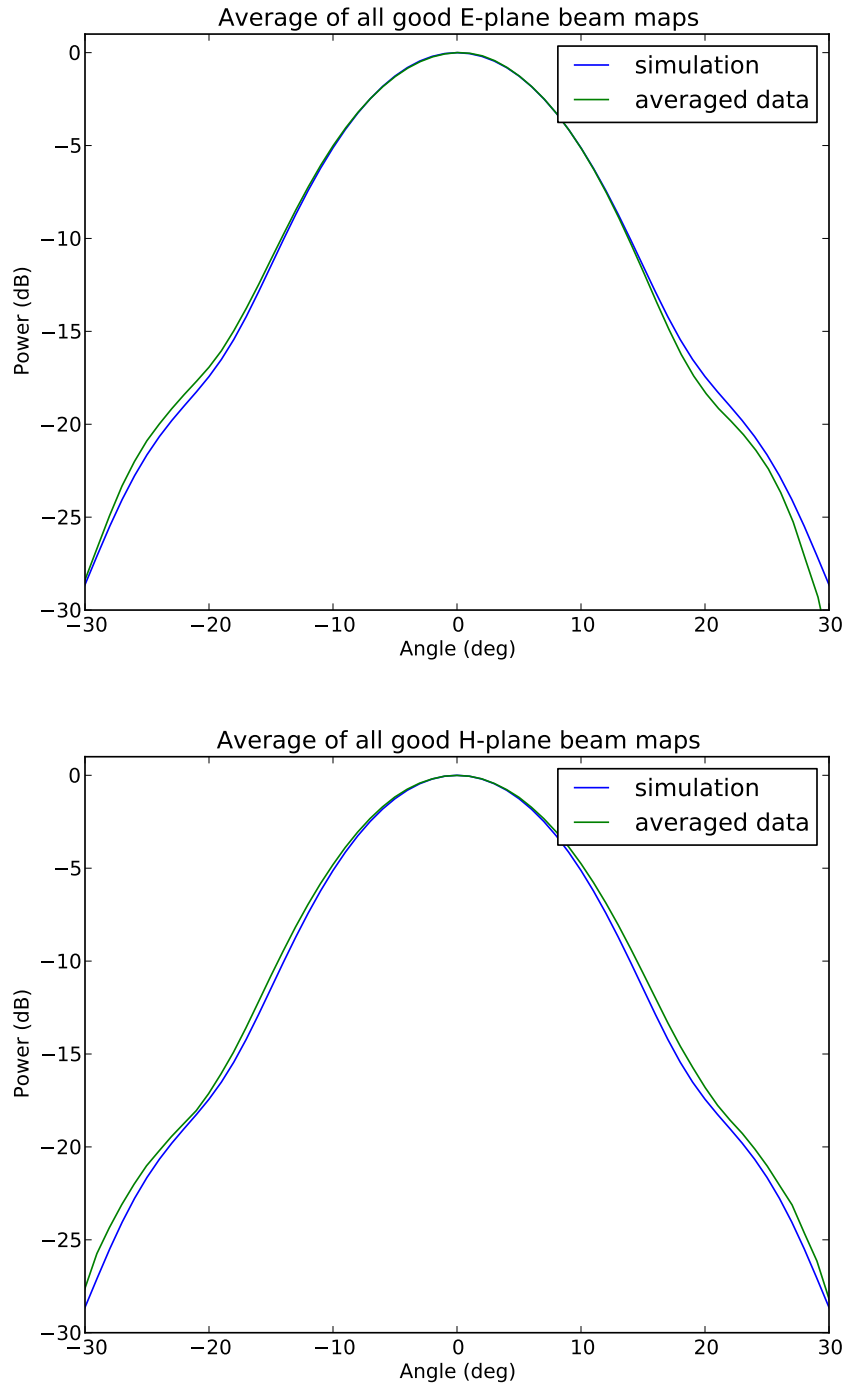 Average of all good E-plane beam maps
simulation
averaged data
0
−5
−10
−15
−20
−25
−30
Power (dB)
−30 −20 −10 0 10 20 30
Angle (deg)
Average of all good H-plane beam maps
simulation
averaged data
0
−5
−10
−15
−20
−25
−30
Power (dB)
−30 −20 −10 0 10 20 30
Angle (deg)